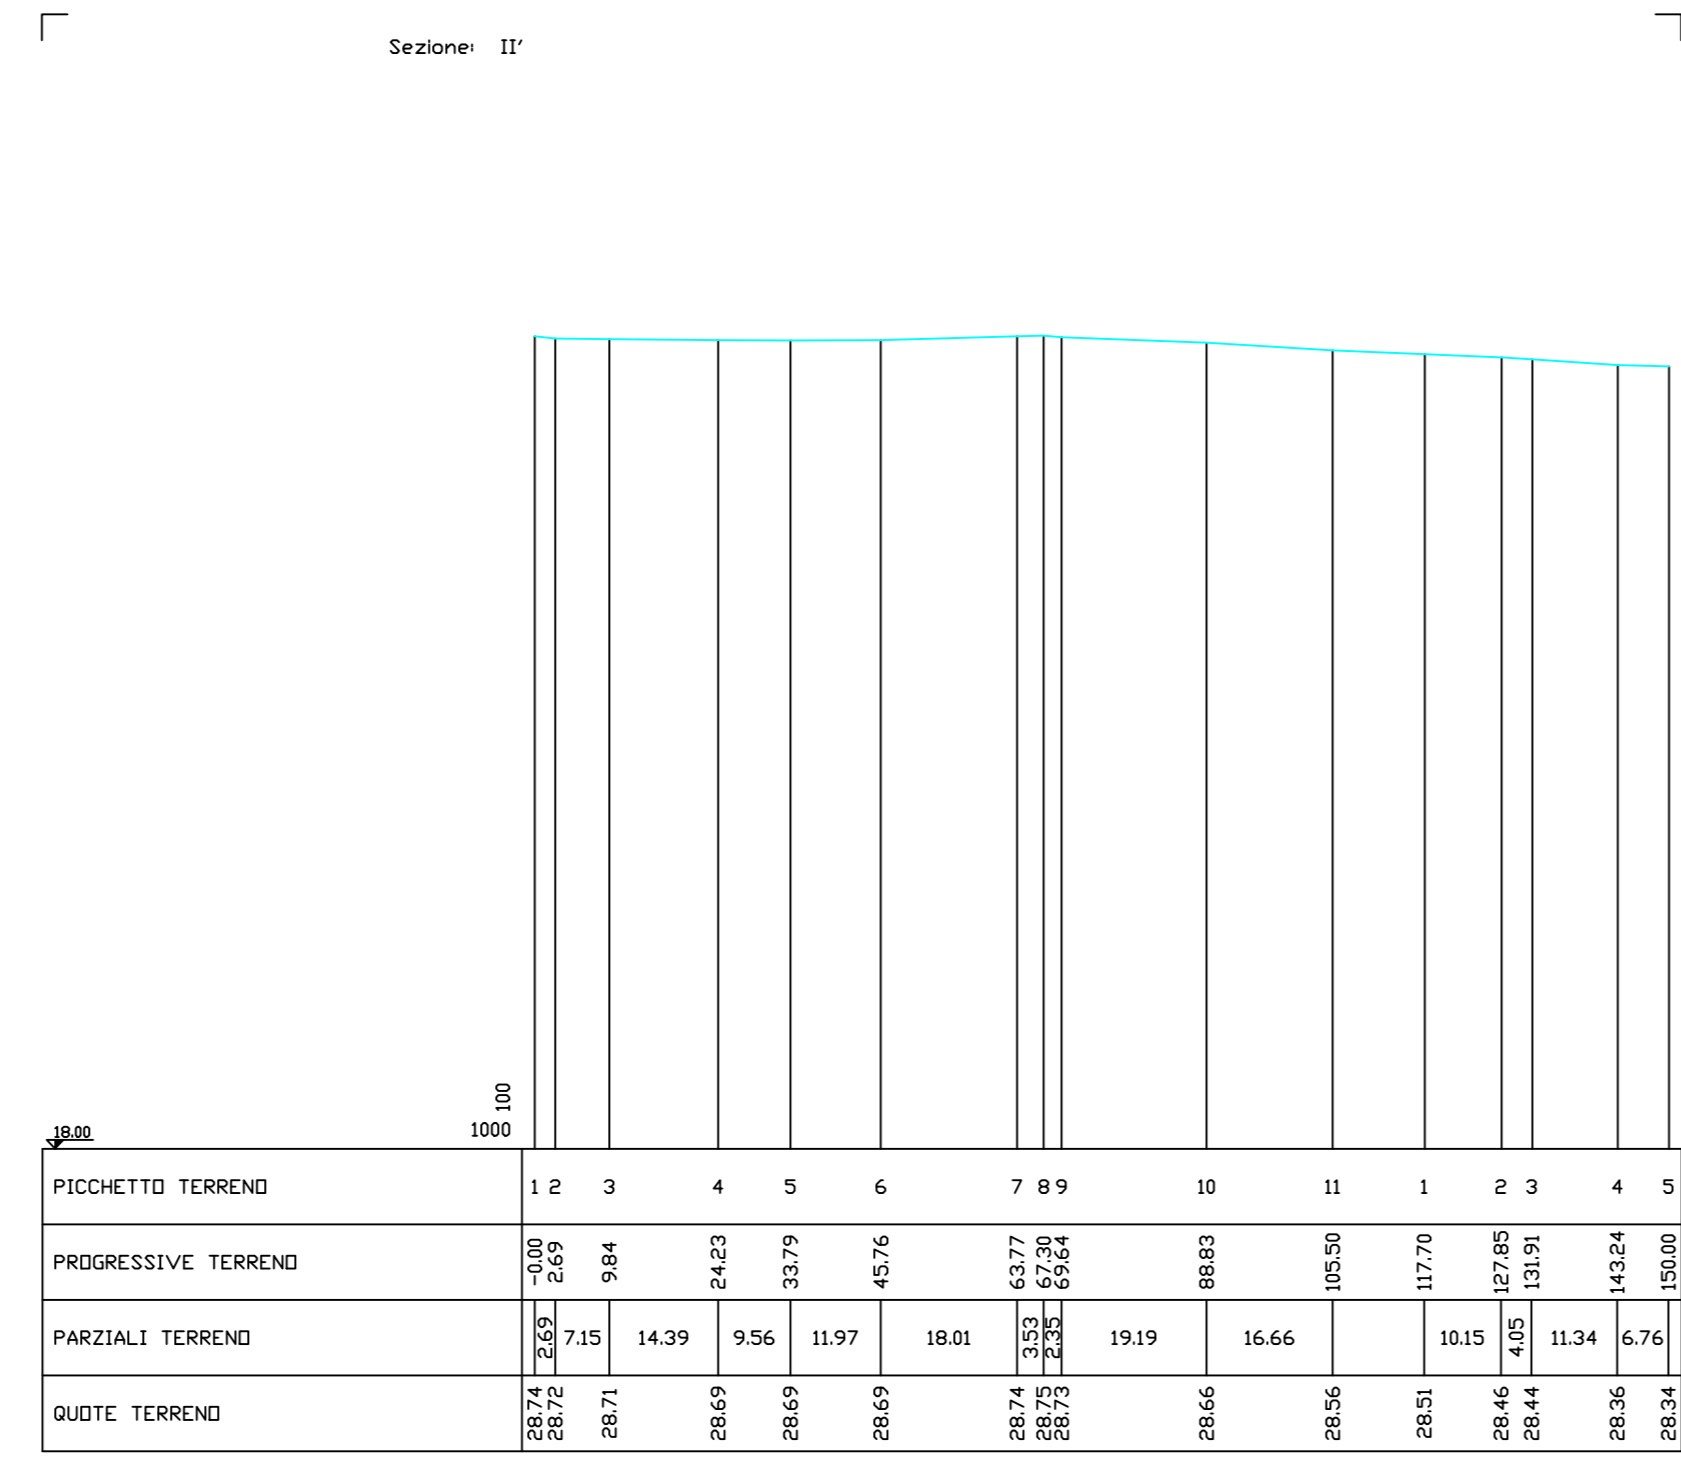 Sezione: II'
100
1000
18.00
PICCHETTO TERRENO 1 2 3 4 5 6 7 8 9 10 11 1 2 3 4 5
PROGRESSIVE TERRENO -0.00 2.69 9.84 24.23 33.79 45.76 63.77 67.30 69.64 88.83 105.50 117.70 127.85 131.91 143.24 150.00
PARZIALI TERRENO 2.69 7.15 14.39 9.56 11.97 18.01 3.53 2.35 19.19 16.66 10.15 4.05 11.34 6.76
QUOTE TERRENO 28.74 28.72 28.71 28.69 28.69 28.69 28.74 28.75 28.73 28.66 28.56 28.51 28.46 28.44 28.36 28.34